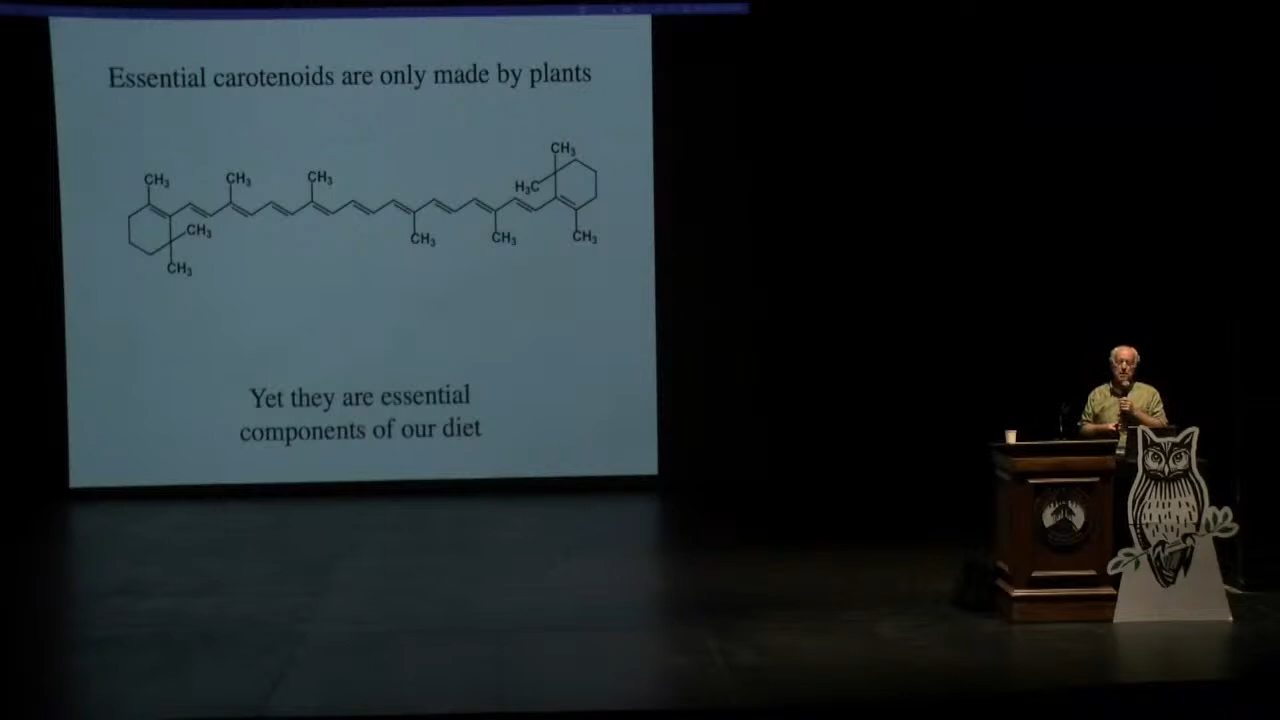 Essential carotenoids are only made by plants
CH₃
CH₃
CH₃
CH₃
H₃C
CH₃
CH₃
CH₃
CH₃
CH₃
Yet they are essential
components of our diet